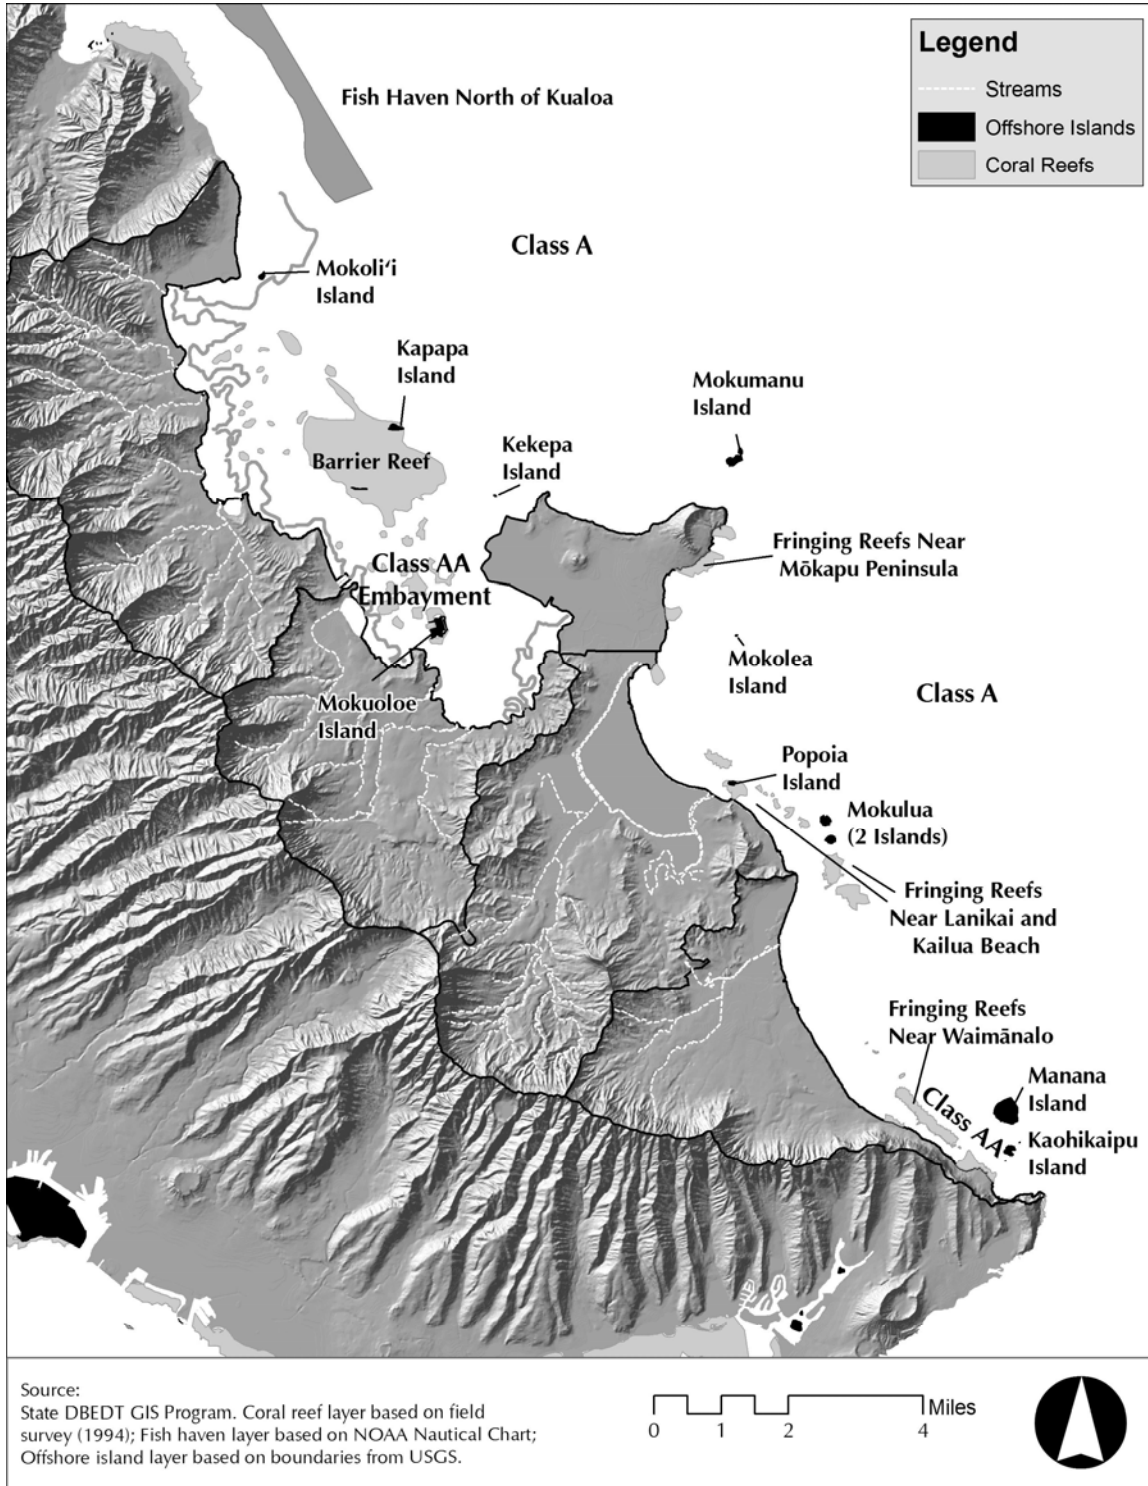 Legend
Streams
Offshore Islands
Coral Reefs
Fish Haven North of Kualoa
Class A
Mokoli‘i
Island
Kapapa
Island
Mokumanu
Island
Barrier Reef
Kekepa
Island
Fringing Reefs Near
Mōkapu Peninsula
Class AA
Embayment
Mokolea
Island
Class A
Mokuoloe
Island
Popoia
Island
Mokulua
(2 Islands)
Fringing Reefs
Near Lanikai and
Kailua Beach
Fringing Reefs
Near Waimānalo
Manana
Island
Class AA
Kaohikaipu
Island
Source:
State DBEDT GIS Program. Coral reef layer based on field
survey (1994); Fish haven layer based on NOAA Nautical Chart;
Offshore island layer based on boundaries from USGS.
Miles
0 1 2 4